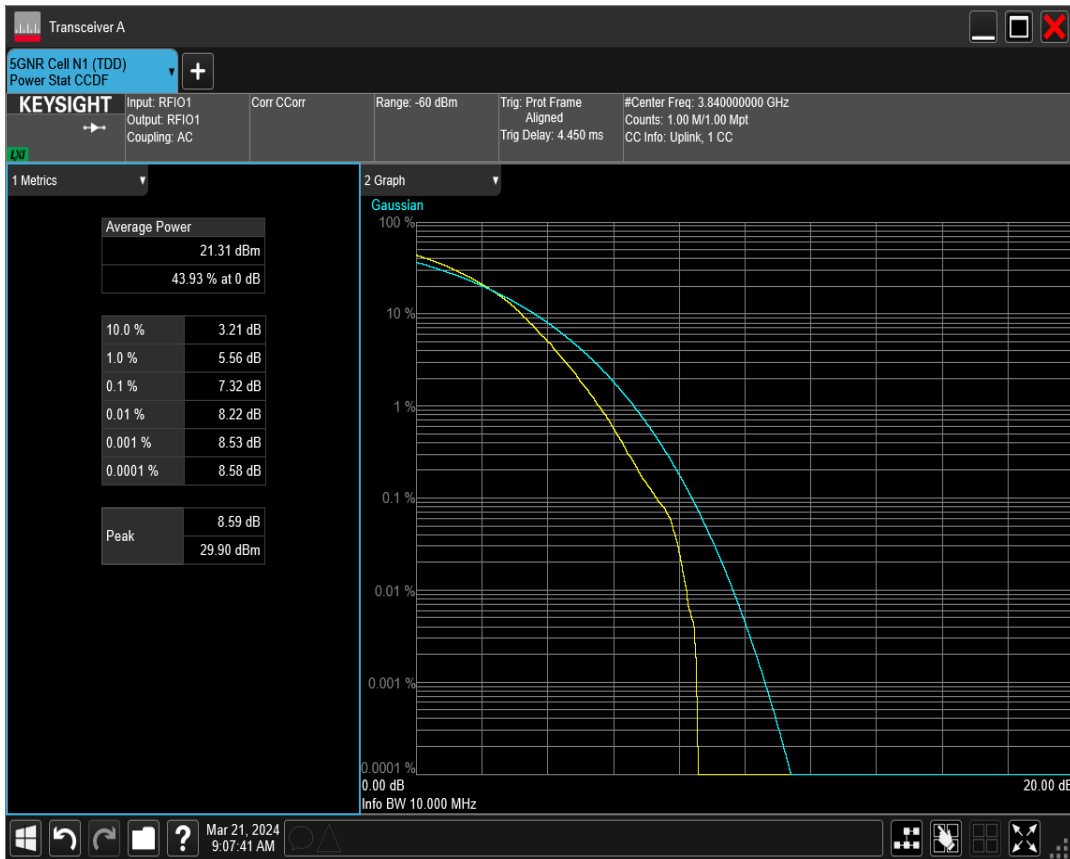 Transceiver A
5GNR Cell N1 (TDD)
Power Stat CCDF
+
KEYSIGHT
LXI
Input: RFIO1
Output: RFIO1
Coupling: AC
Corr CCorr
Range: -60 dBm
Trig: Prot Frame
Aligned
Trig Delay: 4.450 ms
#Center Freq: 3.840000000 GHz
Counts: 1.00 M/1.00 Mpt
CC Info: Uplink, 1 CC
1 Metrics
Average Power
21.31 dBm
43.93 % at 0 dB
10.0 % 3.21 dB
1.0 % 5.56 dB
0.1 % 7.32 dB
0.01 % 8.22 dB
0.001 % 8.53 dB
0.0001 % 8.58 dB
Peak
8.59 dB
29.90 dBm
2 Graph
Gaussian
100 %
10 %
1 %
0.1 %
0.01 %
0.001 %
0.0001 %
0.00 dB 20.00 dB
Info BW 10.000 MHz
?
Mar 21, 2024
9:07:41 AM